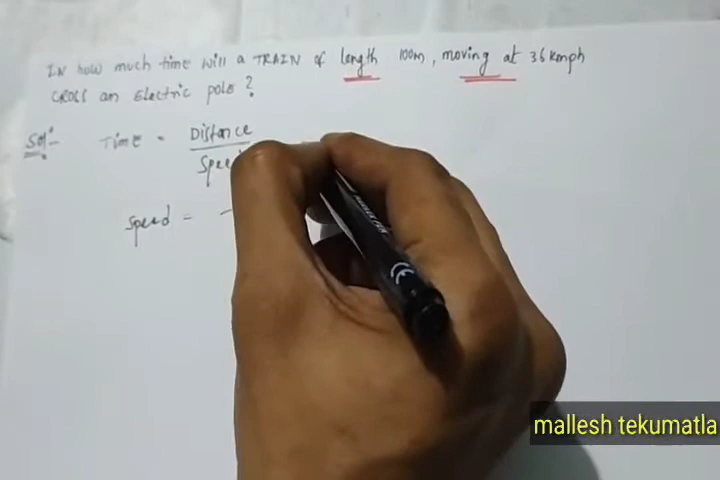 IN how much time will a TRAIN of length 100m, moving at 36 kmph
CROSS an Electric pole?
Sol:- Time = Distance
Speed
Speed =
mallesh tekumatla